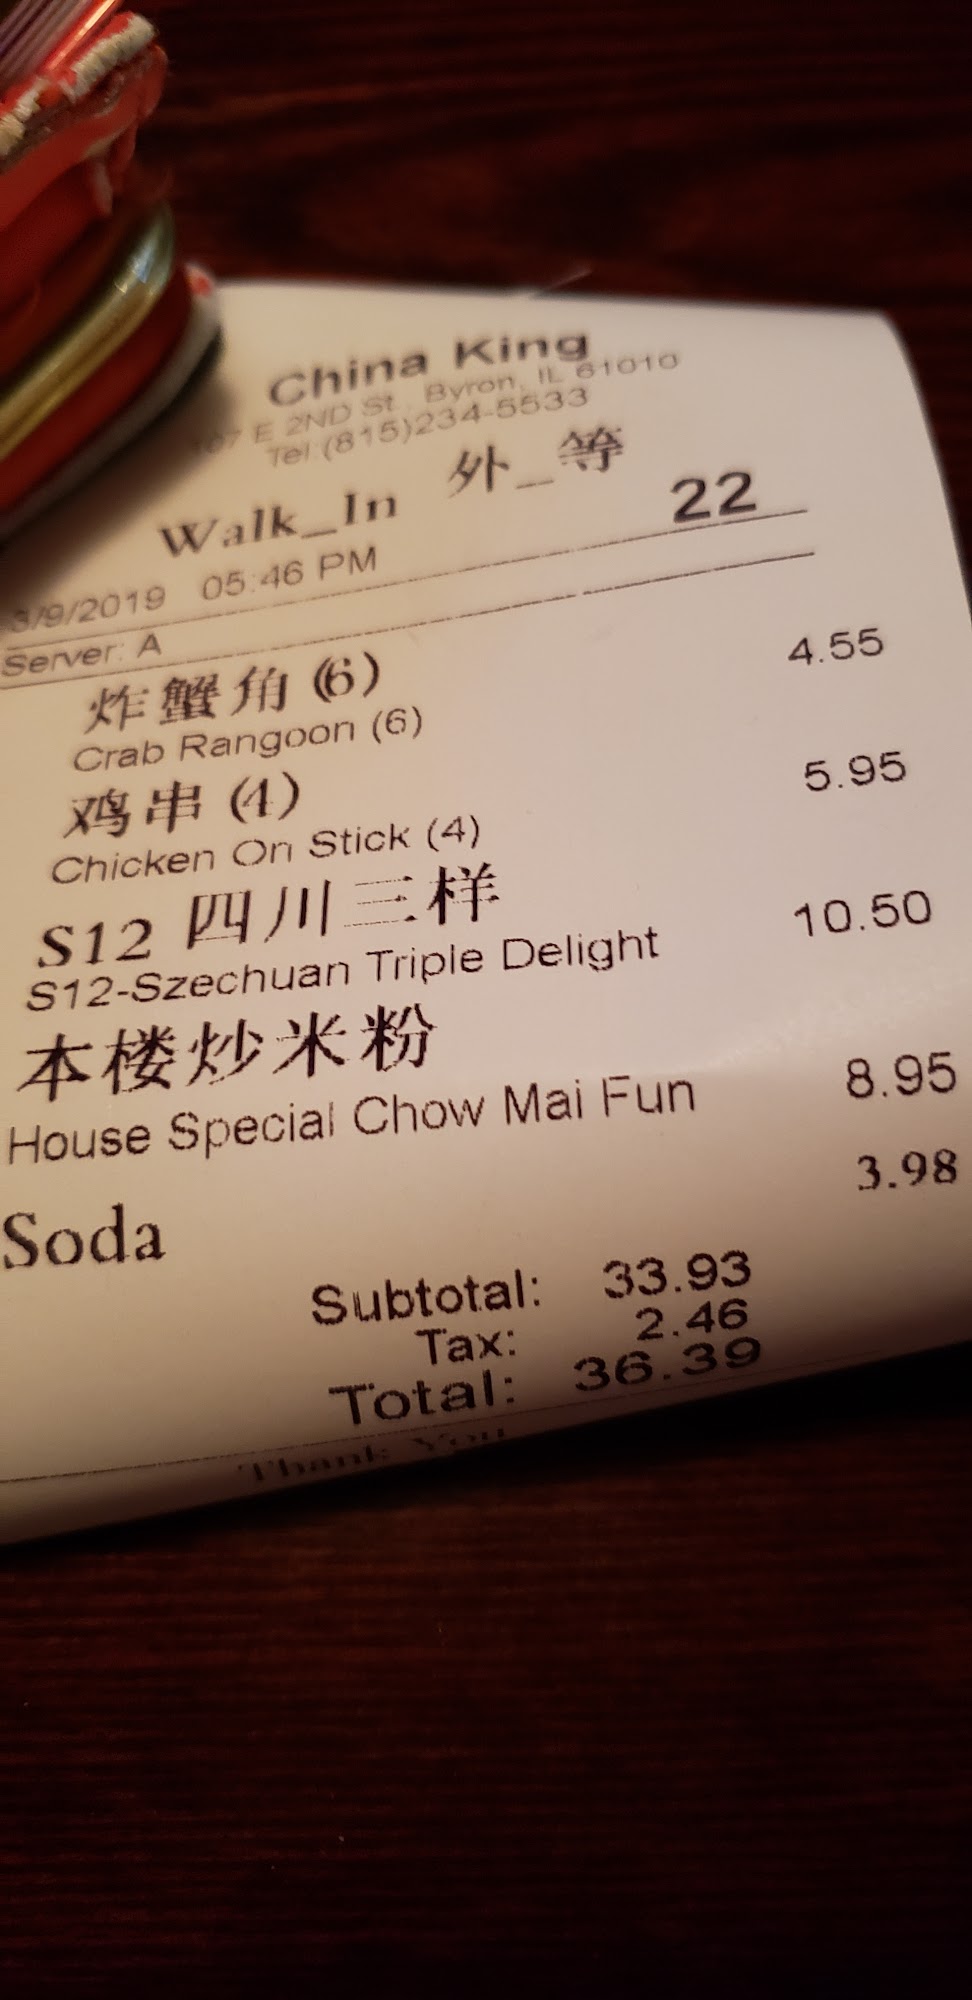 China King
107 E 2ND St, Byron, IL 61010
Tel:(815)234-5533
Walk_In 外_等 22
3/9/2019 05:46 PM
Server: A
炸蟹角 (6) 4.55
Crab Rangoon (6)
鸡串 (4) 5.95
Chicken On Stick (4)
S12 四川三样 10.50
S12-Szechuan Triple Delight
本楼炒米粉 8.95
House Special Chow Mai Fun
Soda 3.98
Subtotal: 33.93
Tax: 2.46
Total: 36.39
Thank You